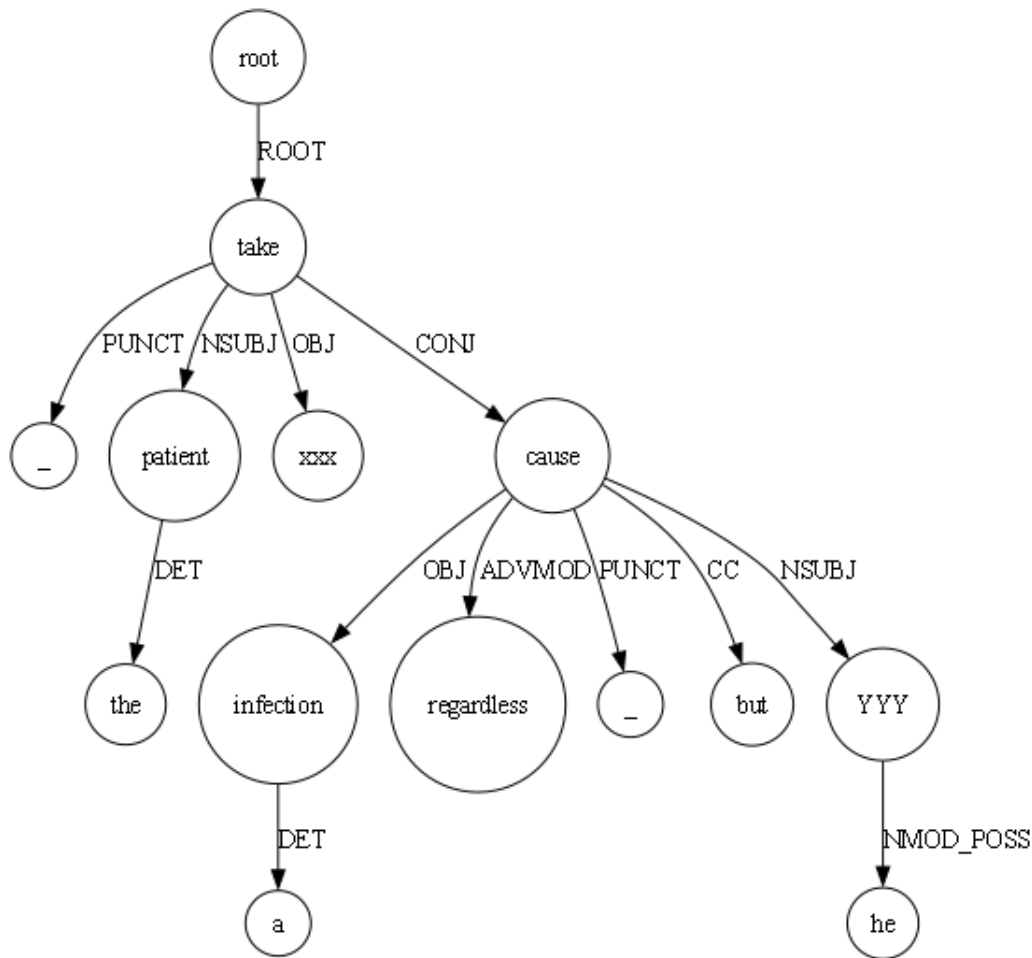 root
ROOT
take
PUNCT NSUBJ OBJ CONJ
_ patient xxx cause
DET OBJ ADVMOD PUNCT CC NSUBJ
the infection regardless _ but YYY
DET NMOD_POSS
a he